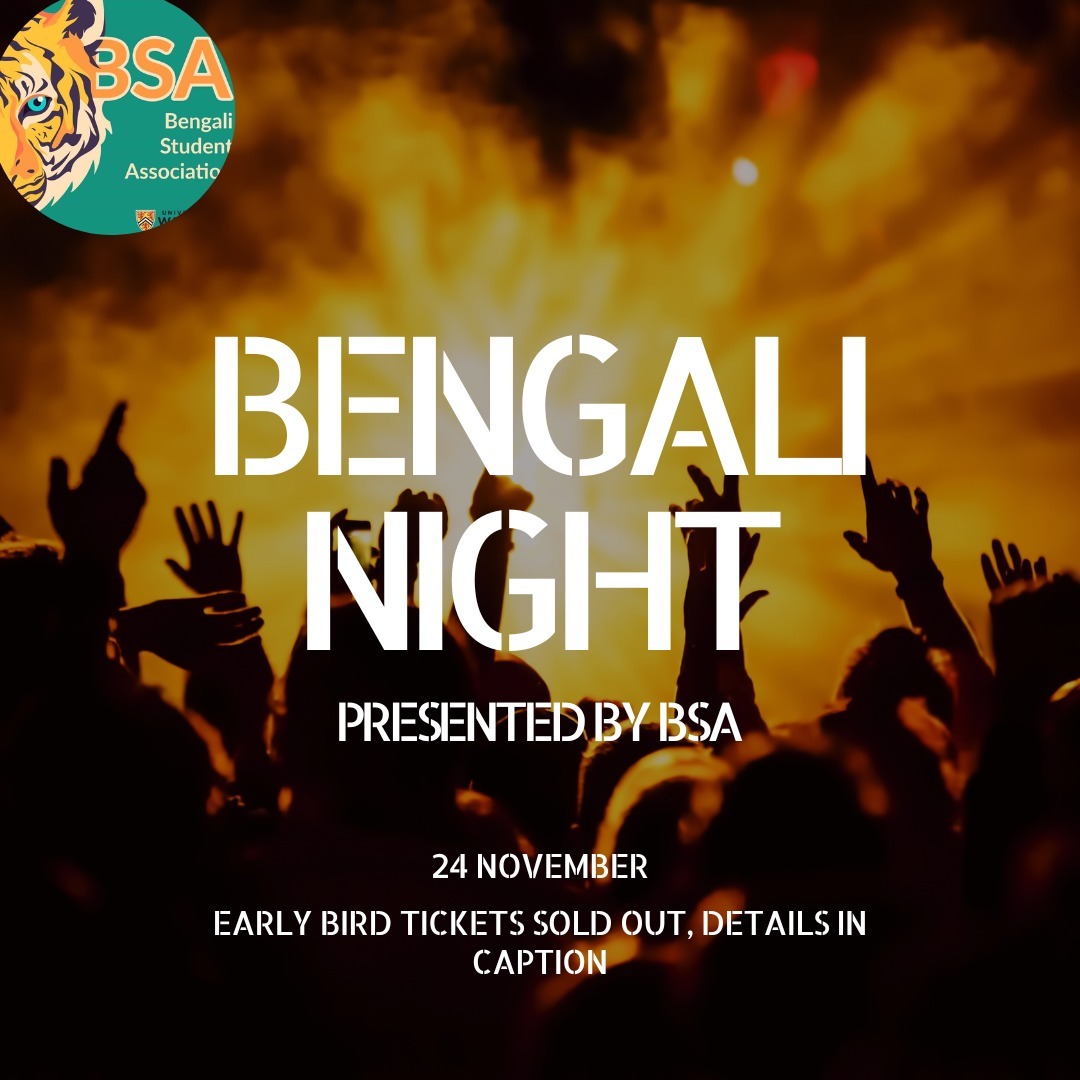 BSA
Bengali
Student
Associatio
BENGALI
NIGHT
PRESENTED BY BSA
24 NOVEMBER
EARLY BIRD TICKETS SOLD OUT, DETAILS IN
CAPTION